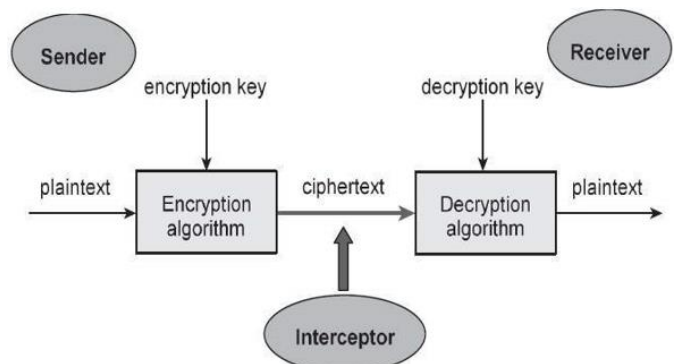 Sender
Receiver
encryption key
decryption key
plaintext
Encryption
algorithm
ciphertext
Decryption
algorithm
plaintext
Interceptor